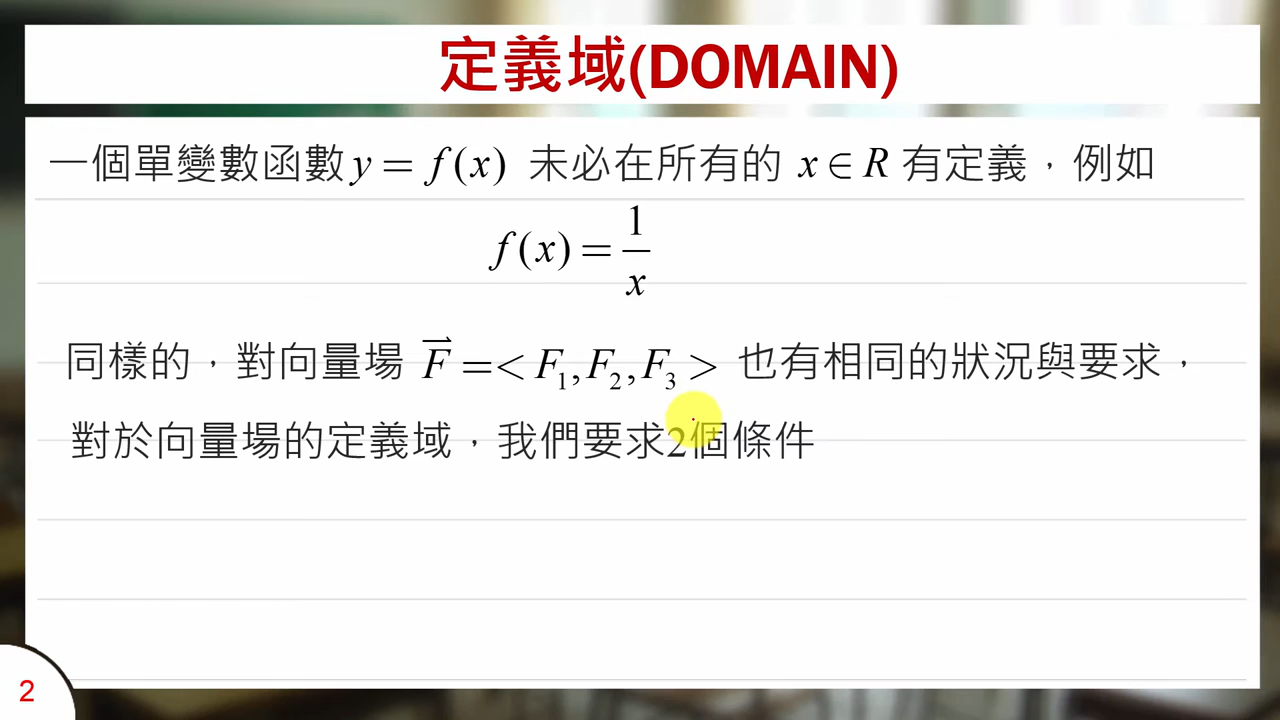 定義域(DOMAIN)
一個單變數函數 y = f(x) 未必在所有的 x ∈ R 有定義，例如
f(x) = 1/x
同樣的，對向量場 F⃗ =< F₁, F₂, F₃ > 也有相同的狀況與要求，
對於向量場的定義域，我們要求2個條件
2